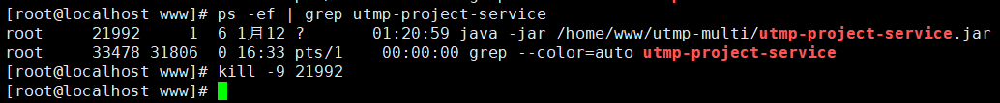 [root@localhost www]# ps -ef | grep utmp-project-service
root 21992 1 6 1月12 ? 01:20:59 java -jar /home/www/utmp-multi/utmp-project-service.jar
root 33478 31806 0 16:33 pts/1 00:00:00 grep --color=auto utmp-project-service
[root@localhost www]# kill -9 21992
[root@localhost www]#